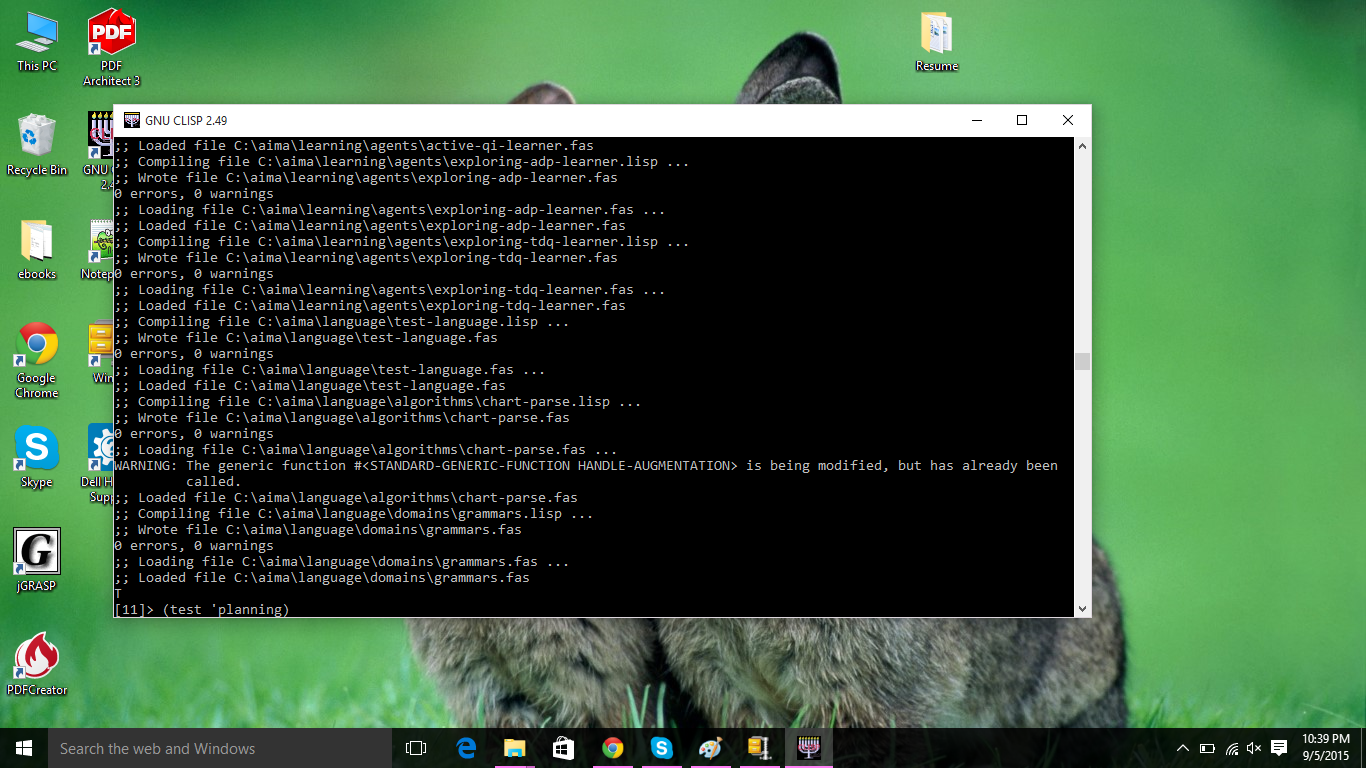 This PC
PDF
PDF
Architect 3
Resume
Recycle Bin
GNU
2.4
ebooks
Notep
Google
Chrome
Win
Skype
Dell H
Supp
G
jGRASP
PDFCreator
GNU CLISP 2.49
;; Loaded file C:\aima\learning\agents\active-qi-learner.fas
;; Compiling file C:\aima\learning\agents\exploring-adp-learner.lisp ...
;; Wrote file C:\aima\learning\agents\exploring-adp-learner.fas
0 errors, 0 warnings
;; Loading file C:\aima\learning\agents\exploring-adp-learner.fas ...
;; Loaded file C:\aima\learning\agents\exploring-adp-learner.fas
;; Compiling file C:\aima\learning\agents\exploring-tdq-learner.lisp ...
;; Wrote file C:\aima\learning\agents\exploring-tdq-learner.fas
0 errors, 0 warnings
;; Loading file C:\aima\learning\agents\exploring-tdq-learner.fas ...
;; Loaded file C:\aima\learning\agents\exploring-tdq-learner.fas
;; Compiling file C:\aima\language\test-language.lisp ...
;; Wrote file C:\aima\language\test-language.fas
0 errors, 0 warnings
;; Loading file C:\aima\language\test-language.fas ...
;; Loaded file C:\aima\language\test-language.fas
;; Compiling file C:\aima\language\algorithms\chart-parse.lisp ...
;; Wrote file C:\aima\language\algorithms\chart-parse.fas
0 errors, 0 warnings
;; Loading file C:\aima\language\algorithms\chart-parse.fas ...
WARNING: The generic function #<STANDARD-GENERIC-FUNCTION HANDLE-AUGMENTATION> is being modified, but has already been
called.
;; Loaded file C:\aima\language\algorithms\chart-parse.fas
;; Compiling file C:\aima\language\domains\grammars.lisp ...
;; Wrote file C:\aima\language\domains\grammars.fas
0 errors, 0 warnings
;; Loading file C:\aima\language\domains\grammars.fas ...
;; Loaded file C:\aima\language\domains\grammars.fas
T
[11]> (test 'planning)
Search the web and Windows
10:39 PM
9/5/2015